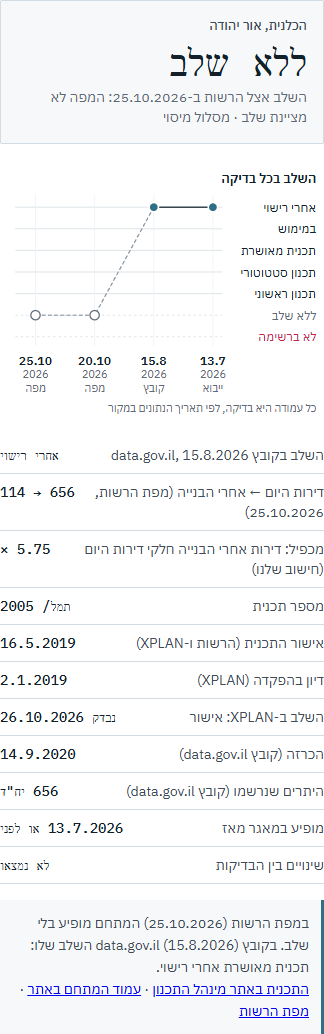 הכלנית, אור יהודה
ללא שלב
השלב אצל הרשות ב-25.10.2026: המפה לא
מציינת שלב · מסלול מיסוי
השלב בכל בדיקה
אחרי רישוי
במימוש
תכנית מאושרת
תכנון סטטוטורי
תכנון ראשוני
ללא שלב
לא ברשימה
13.7
2026
ייבוא
15.8
2026
קובץ
20.10
2026
מפה
25.10
2026
מפה
כל עמודה היא בדיקה, לפי תאריך הנתונים במקור
השלב בקובץ data.gov.il, 15.8.2026 אחרי רישוי
דירות היום ← אחרי הבנייה (מפת הרשות,
25.10.2026) 114 → 656
מכפיל: דירות אחרי הבנייה חלקי דירות היום
(חישוב שלנו) × 5.75
מספר תכנית תמל/ 2005
אישור התכנית (הרשות ו-XPLAN) 16.5.2019
דיון בהפקדה (XPLAN) 2.1.2019
השלב ב-XPLAN: אישור נבדק 26.10.2026
הכרזה (קובץ data.gov.il) 14.9.2020
היתרים שנרשמו (קובץ data.gov.il) 656 יח"ד
מופיע במאגר מאז 13.7.2026 או לפני
שינויים בין הבדיקות לא נמצאו
במפת הרשות (25.10.2026) המתחם מופיע בלי
שלב. בקובץ data.gov.il (15.8.2026) השלב שלו:
תכנית מאושרת אחרי רישוי.
התכנית באתר מינהל התכנון · עמוד המתחם באתר ·
מפת הרשות